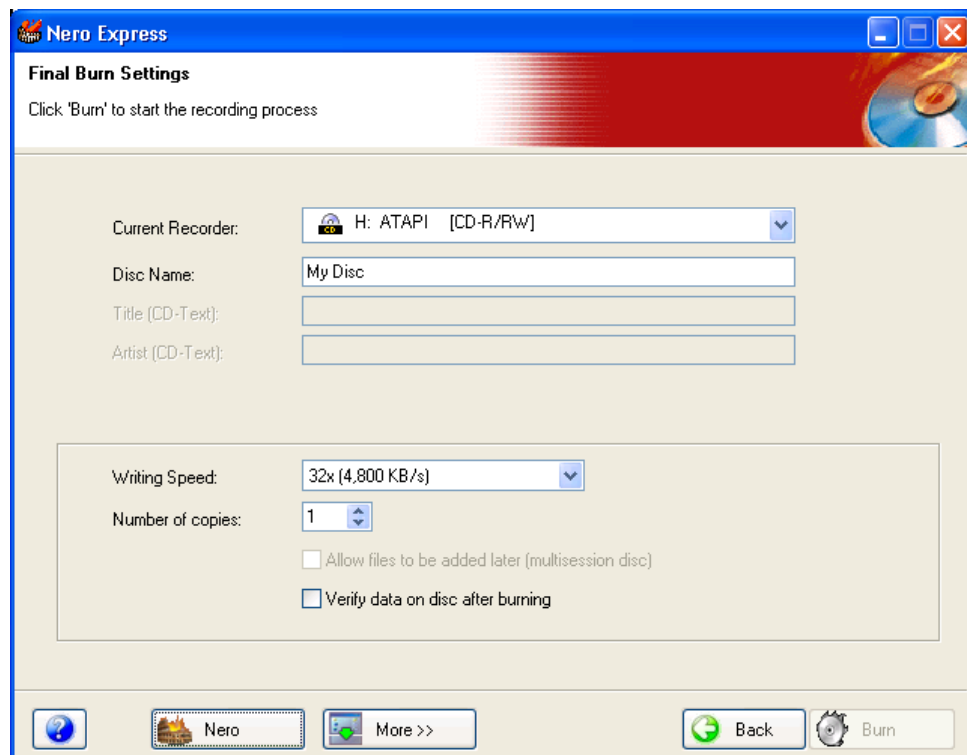 Nero Express
Final Burn Settings
Click 'Burn' to start the recording process
Current Recorder: H: ATAPI [CD-R/RW]
Disc Name: My Disc
Title (CD-Text):
Artist (CD-Text):
Writing Speed: 32x (4,800 KB/s)
Number of copies: 1
Allow files to be added later (multisession disc)
Verify data on disc after burning
? Nero More >> Back Burn